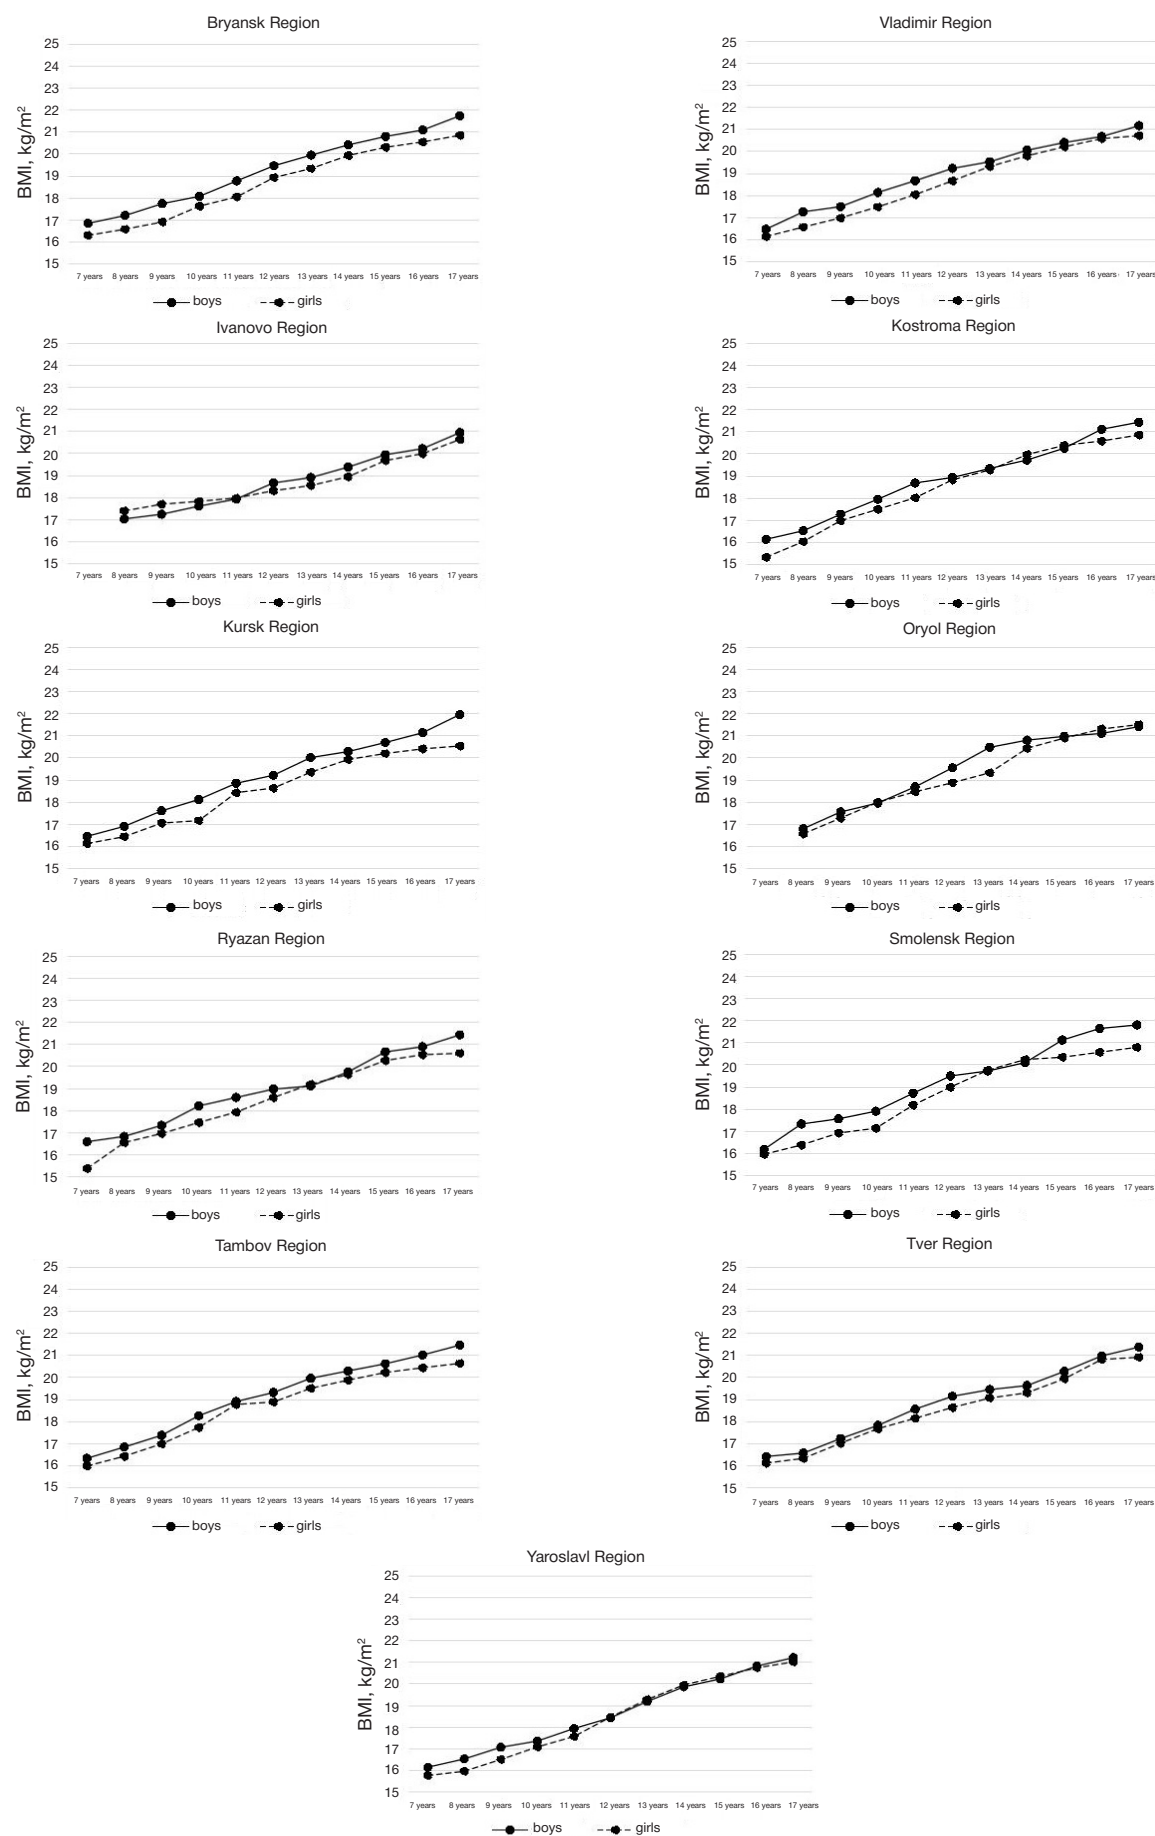 Bryansk Region
25
24
23
22
21
20
19
18
17
16
15
BMI, kg/m²
7 years 8 years 9 years 10 years 11 years 12 years 13 years 14 years 15 years 16 years 17 years
boys girls
Vladimir Region
25
24
23
22
21
20
19
18
17
16
15
BMI, kg/m²
7 years 8 years 9 years 10 years 11 years 12 years 13 years 14 years 15 years 16 years 17 years
boys girls
Ivanovo Region
25
24
23
22
21
20
19
18
17
16
15
BMI, kg/m²
7 years 8 years 9 years 10 years 11 years 12 years 13 years 14 years 15 years 16 years 17 years
boys girls
Kostroma Region
25
24
23
22
21
20
19
18
17
16
15
BMI, kg/m²
7 years 8 years 9 years 10 years 11 years 12 years 13 years 14 years 15 years 16 years 17 years
boys girls
Kursk Region
25
24
23
22
21
20
19
18
17
16
15
BMI, kg/m²
7 years 8 years 9 years 10 years 11 years 12 years 13 years 14 years 15 years 16 years 17 years
boys girls
Oryol Region
25
24
23
22
21
20
19
18
17
16
15
BMI, kg/m²
7 years 8 years 9 years 10 years 11 years 12 years 13 years 14 years 15 years 16 years 17 years
boys girls
Ryazan Region
25
24
23
22
21
20
19
18
17
16
15
BMI, kg/m²
7 years 8 years 9 years 10 years 11 years 12 years 13 years 14 years 15 years 16 years 17 years
boys girls
Smolensk Region
25
24
23
22
21
20
19
18
17
16
15
BMI, kg/m²
7 years 8 years 9 years 10 years 11 years 12 years 13 years 14 years 15 years 16 years 17 years
boys girls
Tambov Region
25
24
23
22
21
20
19
18
17
16
15
BMI, kg/m²
7 years 8 years 9 years 10 years 11 years 12 years 13 years 14 years 15 years 16 years 17 years
boys girls
Tver Region
25
24
23
22
21
20
19
18
17
16
15
BMI, kg/m²
7 years 8 years 9 years 10 years 11 years 12 years 13 years 14 years 15 years 16 years 17 years
boys girls
Yaroslavl Region
25
24
23
22
21
20
19
18
17
16
15
BMI, kg/m²
7 years 8 years 9 years 10 years 11 years 12 years 13 years 14 years 15 years 16 years 17 years
boys girls